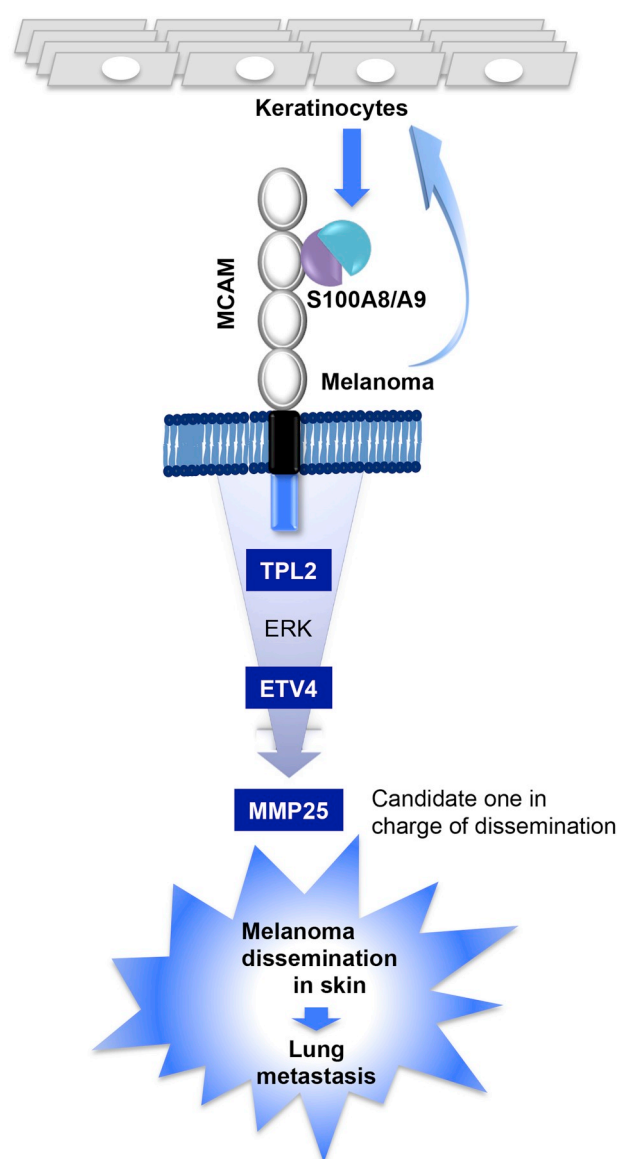 Keratinocytes
MCAM
S100A8/A9
Melanoma
TPL2
ERK
ETV4
MMP25
Candidate one in
charge of dissemination
Melanoma
dissemination
in skin
Lung
metastasis